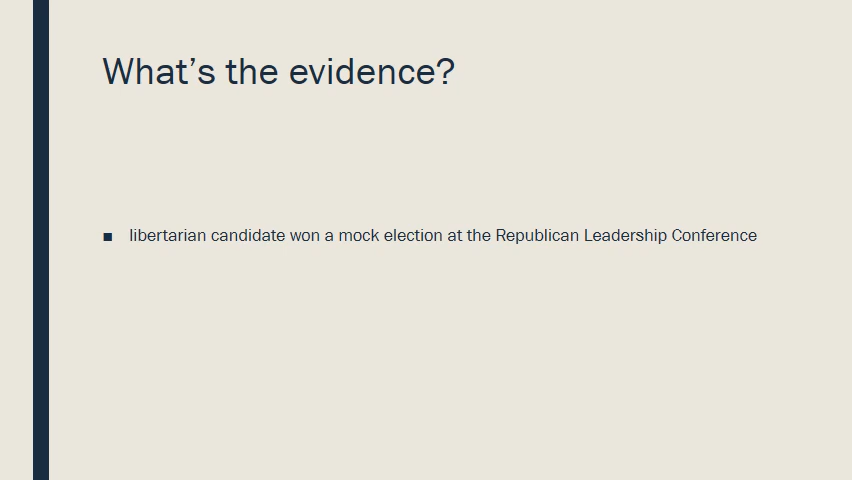 What’s the evidence?
■ libertarian candidate won a mock election at the Republican Leadership Conference